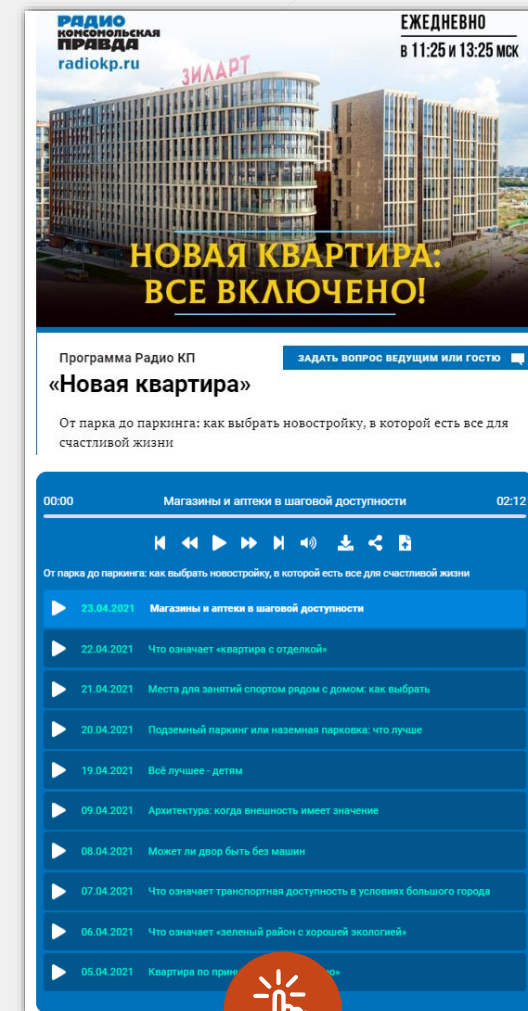 РАДИО
КОМСОМОЛЬСКАЯ
ПРАВДА
radiokp.ru
ЕЖЕДНЕВНО
В 11:25 И 13:25 МСК
ЗИЛАРТ
НОВАЯ КВАРТИРА:
ВСЕ ВКЛЮЧЕНО!
Программа Радио КП
ЗАДАТЬ ВОПРОС ВЕДУЩИМ ИЛИ ГОСТЮ
«Новая квартира»
От парка до паркинга: как выбрать новостройку, в которой есть все для
счастливой жизни
00:00 Магазины и аптеки в шаговой доступности 02:12
От парка до паркинга: как выбрать новостройку, в которой есть все для счастливой жизни
23.04.2021 Магазины и аптеки в шаговой доступности
22.04.2021 Что означает «квартира с отделкой»
21.04.2021 Места для занятий спортом рядом с домом: как выбрать
20.04.2021 Подземный паркинг или наземная парковка: что лучше
19.04.2021 Всё лучшее - детям
09.04.2021 Архитектура: когда внешность имеет значение
08.04.2021 Может ли двор быть без машин
07.04.2021 Что означает транспортная доступность в условиях большого города
06.04.2021 Что означает «зеленый район с хорошей экологией»
05.04.2021 Квартира по